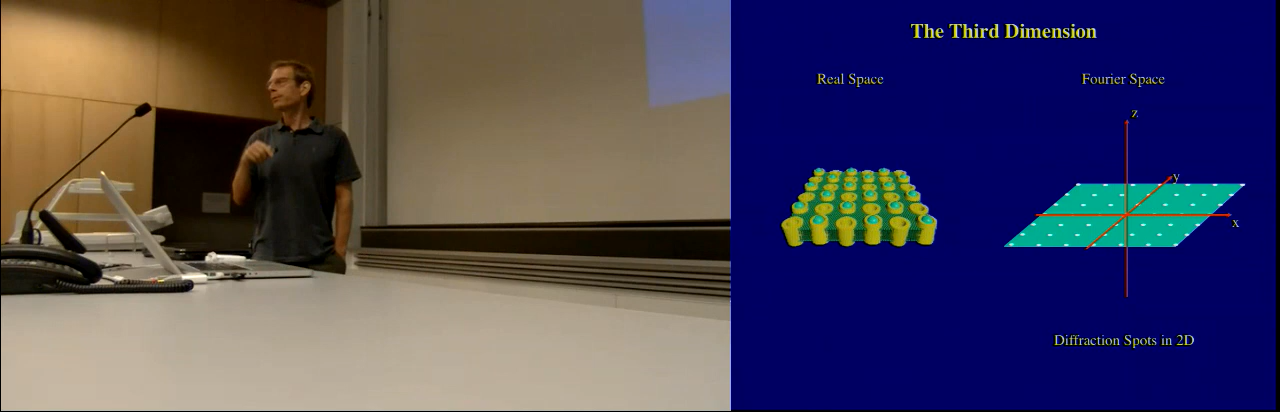 The Third Dimension
Real Space
Fourier Space
z
y
x
Diffraction Spots in 2D